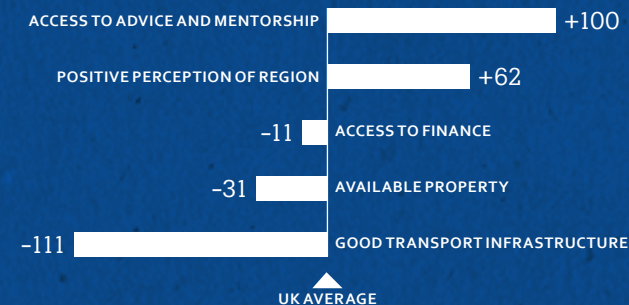 ACCESS TO ADVICE AND MENTORSHIP +100
POSITIVE PERCEPTION OF REGION +62
-11 ACCESS TO FINANCE
-31 AVAILABLE PROPERTY
-111 GOOD TRANSPORT INFRASTRUCTURE
UK AVERAGE